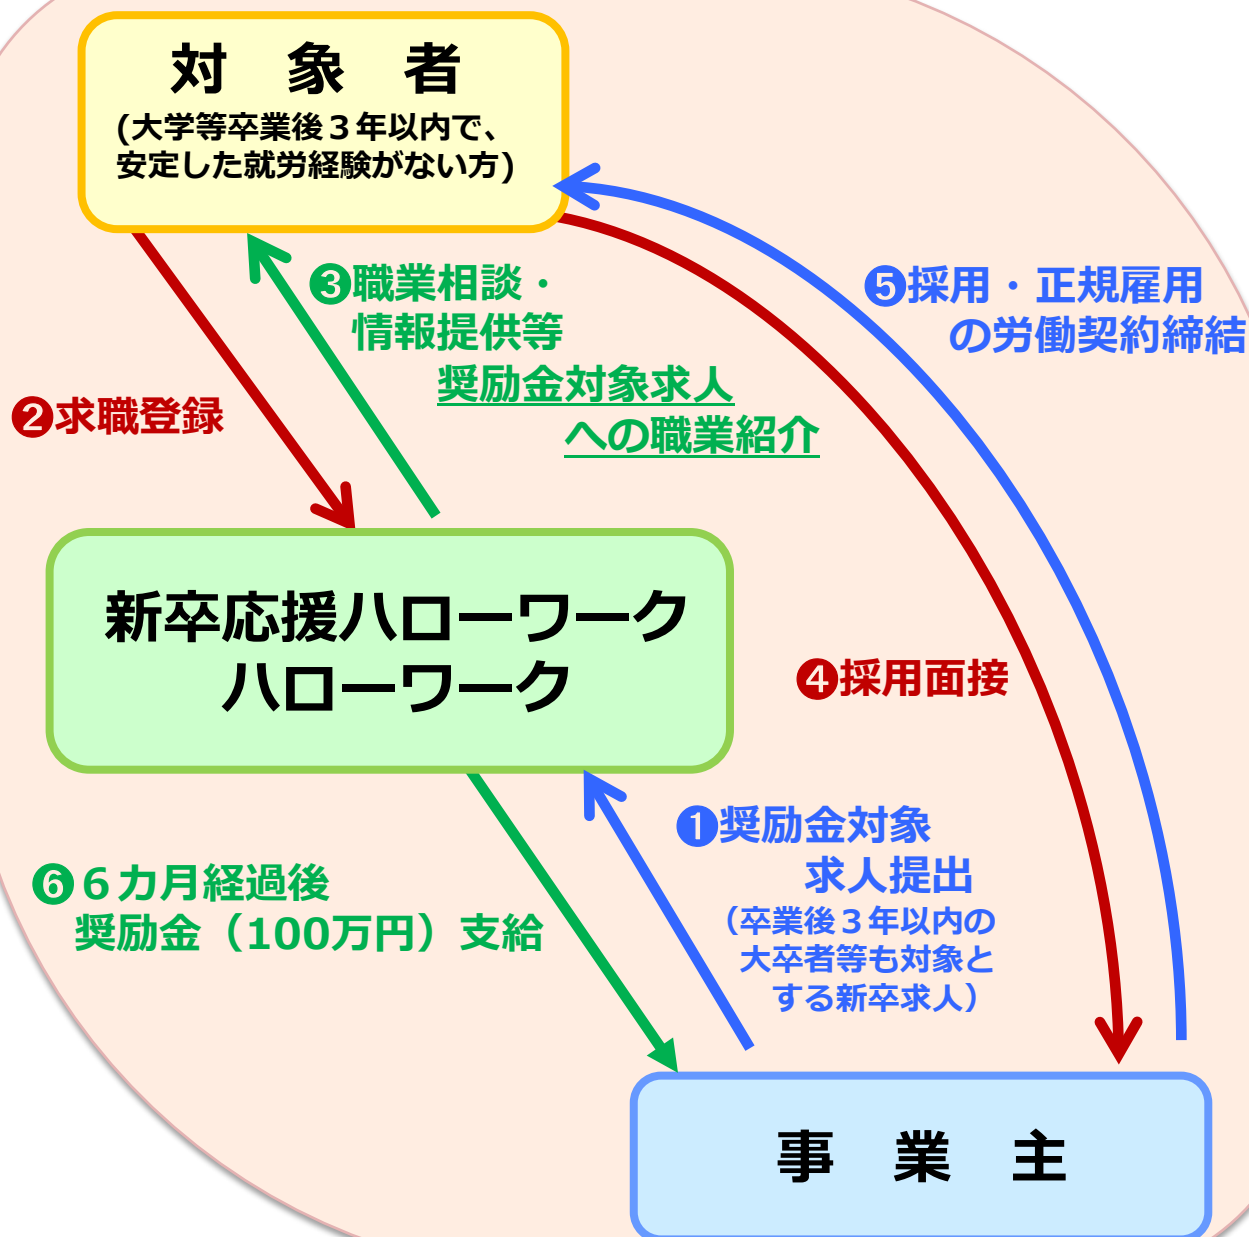 対　象　者
(大学等卒業後３年以内で、
安定した就労経験がない方)
❸職業相談・
情報提供等
奨励金対象求人
への職業紹介
❺採用・正規雇用
の労働契約締結
❷求職登録
新卒応援ハローワーク
ハローワーク
❹採用面接
❶奨励金対象
求人提出
（卒業後３年以内の
大卒者等も対象と
する新卒求人）
❻６カ月経過後
奨励金（100万円）支給
事　業　主